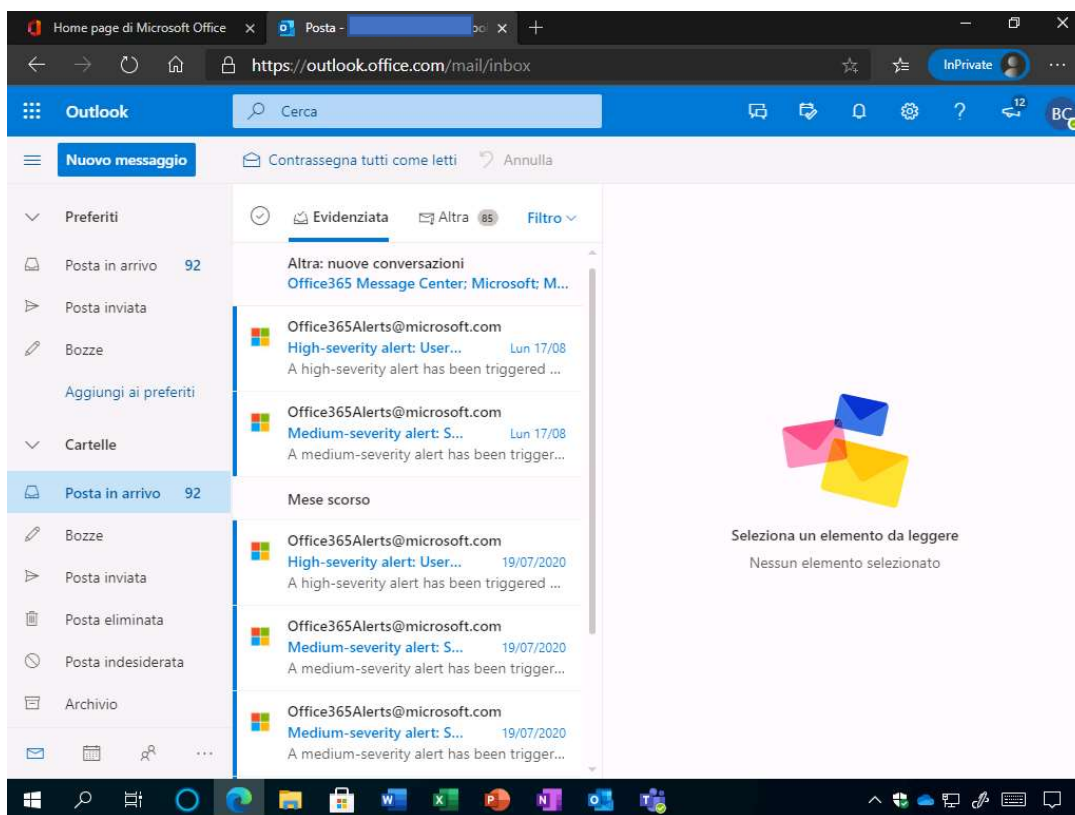 Home page di Microsoft Office
Posta -
https://outlook.office.com/mail/inbox
InPrivate
Outlook
Cerca
12
BC
Nuovo messaggio
Contrassegna tutti come letti
Annulla
Preferiti
Posta in arrivo 92
Posta inviata
Bozze
Aggiungi ai preferiti
Cartelle
Posta in arrivo 92
Bozze
Posta inviata
Posta eliminata
Posta indesiderata
Archivio
Evidenziata
Altra 85
Filtro
Altra: nuove conversazioni
Office365 Message Center; Microsoft; M...
Office365Alerts@microsoft.com
High-severity alert: User... Lun 17/08
A high-severity alert has been triggered ...
Office365Alerts@microsoft.com
Medium-severity alert: S... Lun 17/08
A medium-severity alert has been trigger...
Mese scorso
Office365Alerts@microsoft.com
High-severity alert: User... 19/07/2020
A high-severity alert has been triggered ...
Office365Alerts@microsoft.com
Medium-severity alert: S... 19/07/2020
A medium-severity alert has been trigger...
Office365Alerts@microsoft.com
Medium-severity alert: S... 19/07/2020
A medium-severity alert has been trigger...
Seleziona un elemento da leggere
Nessun elemento selezionato